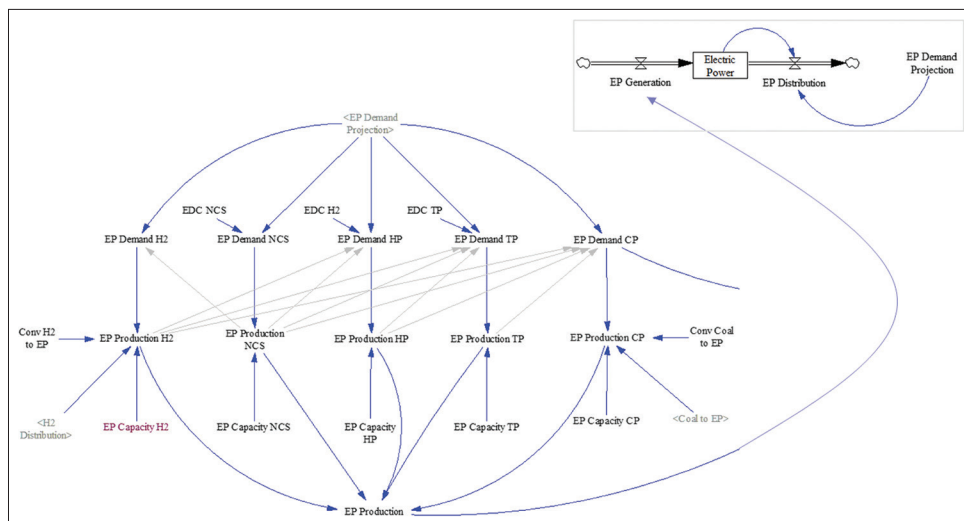 Electric
Power
EP Generation
EP Distribution
EP Demand
Projection
<EP Demand
Projection>
EDC NCS
EDC H2
EDC TP
EP Demand H2
EP Demand NCS
EP Demand HP
EP Demand TP
EP Demand CP
Conv H2
to EP
EP Production H2
EP Production
NCS
EP Production HP
EP Production TP
EP Production CP
Conv Coal
to EP
<H2
Distribution>
EP Capacity H2
EP Capacity NCS
EP Capacity
HP
EP Capacity TP
EP Capacity CP
<Coal to EP>
EP Production